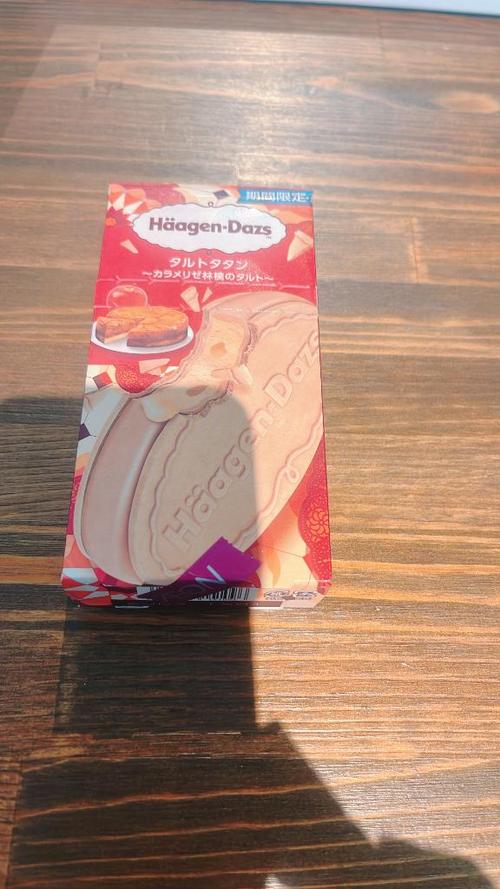 期間限定
Häagen-Dazs
タルトタタン
～カラメリゼ林檎のタルト～
Häagen-Dazs